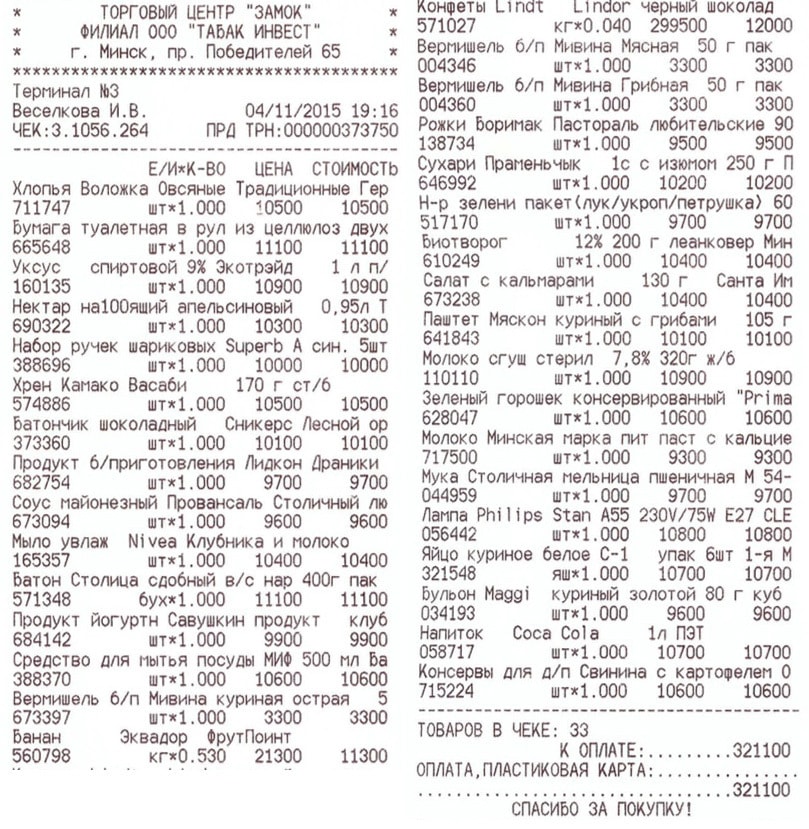 * ТОРГОВЫЙ ЦЕНТР "ЗАМОК" *
* ФИЛИАЛ ООО "ТАБАК ИНВЕСТ" *
* г. Минск, пр. Победителей 65 *
****************************************
Терминал №3
Веселкова И.В. 04/11/2015 19:16
ЧЕК:3.1056.264 ПРД ТРН:000000373750
----------------------------------------
Е/И*К-ВО ЦЕНА СТОИМОСТЬ
Хлопья Воложка Овсяные Традиционные Гер
711747 шт*1.000 10500 10500
Бумага туалетная в рул из целлюлоз двух
665648 шт*1.000 11100 11100
Уксус спиртовой 9% Экотрэйд 1 л п/
160135 шт*1.000 10900 10900
Нектар на100ящий апельсиновый 0,95л Т
690322 шт*1.000 10300 10300
Набор ручек шариковых Superb А син. 5шт
388696 шт*1.000 10000 10000
Хрен Камако Васаби 170 г ст/б
574886 шт*1.000 10500 10500
Батончик шоколадный Сникерс Лесной ор
373360 шт*1.000 10100 10100
Продукт б/приготовления Лидкон Драники
682754 шт*1.000 9700 9700
Соус майонезный Провансаль Столичный лю
673094 шт*1.000 9600 9600
Мыло увлаж Nivea Клубника и молоко
165357 шт*1.000 10400 10400
Батон Столица сдобный в/с нар 400г пак
571348 бух*1.000 11100 11100
Продукт йогуртн Савушкин продукт клуб
684142 шт*1.000 9900 9900
Средство для мытья посуды МИФ 500 мл Ба
388370 шт*1.000 10600 10600
Вермишель б/п Мивина куриная острая 5
673397 шт*1.000 3300 3300
Банан Эквадор ФрутПоинт
560798 кг*0.530 21300 11300
Конфеты Lindt Lindor черный шоколад
571027 кг*0.040 299500 12000
Вермишель б/п Мивина Мясная 50 г пак
004346 шт*1.000 3300 3300
Вермишель б/п Мивина Грибная 50 г пак
004360 шт*1.000 3300 3300
Рожки Боримак Пастораль любительские 90
138734 шт*1.000 9500 9500
Сухари Праменьчык 1с с изюмом 250 г П
646992 шт*1.000 10200 10200
Н-р зелени пакет(лук/укроп/петрушка) 60
517170 шт*1.000 9700 9700
Биотворог 12% 200 г леанковер Мин
610249 шт*1.000 10400 10400
Салат с кальмарами 130 г Санта Им
673238 шт*1.000 10400 10400
Паштет Мяскон куриный с грибами 105 г
641843 шт*1.000 10100 10100
Молоко сгущ стерил 7,8% 320г ж/б
110110 шт*1.000 10900 10900
Зеленый горошек консервированный "Prima
628047 шт*1.000 10600 10600
Молоко Минская марка пит паст с кальцие
717500 шт*1.000 9300 9300
Мука Столичная мельница пшеничная М 54-
044959 шт*1.000 9700 9700
Лампа Philips Stan A55 230V/75W E27 CLE
056442 шт*1.000 10800 10800
Яйцо куриное белое С-1 упак 6шт 1-я М
321548 яш*1.000 10700 10700
Бульон Maggi куриный золотой 80 г куб
034193 шт*1.000 9600 9600
Напиток Coca Cola 1л ПЭТ
058717 шт*1.000 10700 10700
Консервы для д/п Свинина с картофелем О
715224 шт*1.000 10600 10600
----------------------------------------
ТОВАРОВ В ЧЕКЕ: 33
К ОПЛАТЕ:.........321100
ОПЛАТА,ПЛАСТИКОВАЯ КАРТА:...............
.................................321100
СПАСИБО ЗА ПОКУПКУ!